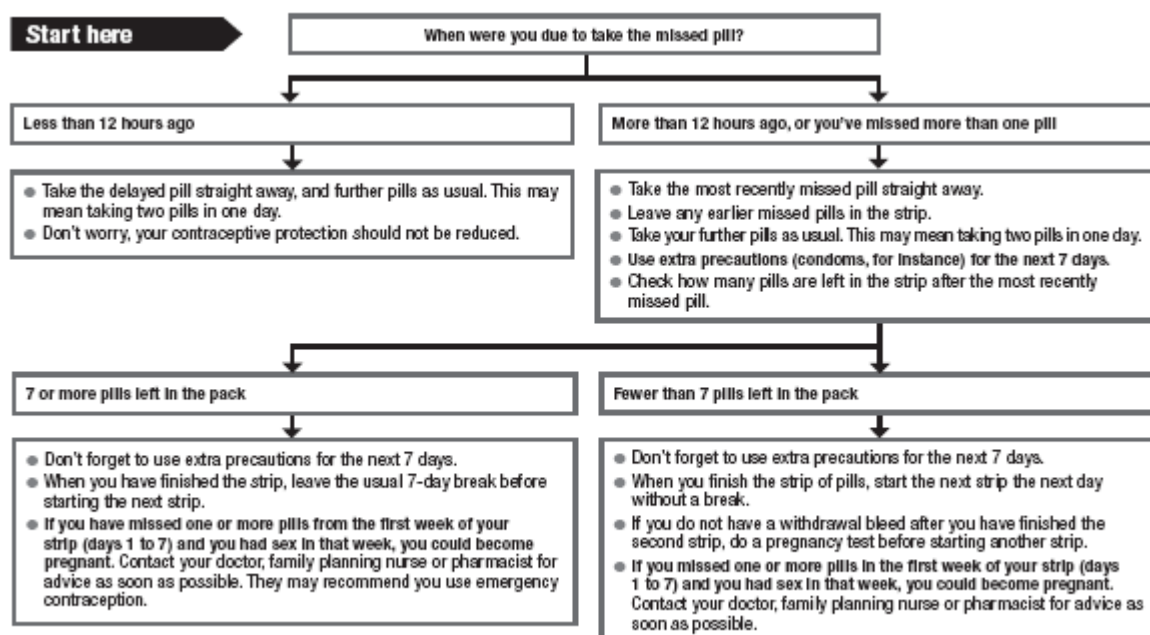 Start here
When were you due to take the missed pill?
Less than 12 hours ago
More than 12 hours ago, or you've missed more than one pill
● Take the delayed pill straight away, and further pills as usual. This may
mean taking two pills in one day.
● Don't worry, your contraceptive protection should not be reduced.
● Take the most recently missed pill straight away.
● Leave any earlier missed pills in the strip.
● Take your further pills as usual. This may mean taking two pills in one day.
● Use extra precautions (condoms, for instance) for the next 7 days.
● Check how many pills are left in the strip after the most recently
missed pill.
7 or more pills left in the pack
Fewer than 7 pills left in the pack
● Don't forget to use extra precautions for the next 7 days.
● When you have finished the strip, leave the usual 7-day break before
starting the next strip.
● If you have missed one or more pills from the first week of your
strip (days 1 to 7) and you had sex in that week, you could become
pregnant. Contact your doctor, family planning nurse or pharmacist for
advice as soon as possible. They may recommend you use emergency
contraception.
● Don't forget to use extra precautions for the next 7 days.
● When you finish the strip of pills, start the next strip the next day
without a break.
● If you do not have a withdrawal bleed after you have finished the
second strip, do a pregnancy test before starting another strip.
● If you missed one or more pills in the first week of your strip (days
1 to 7) and you had sex in that week, you could become pregnant.
Contact your doctor, family planning nurse or pharmacist for advice as
soon as possible.